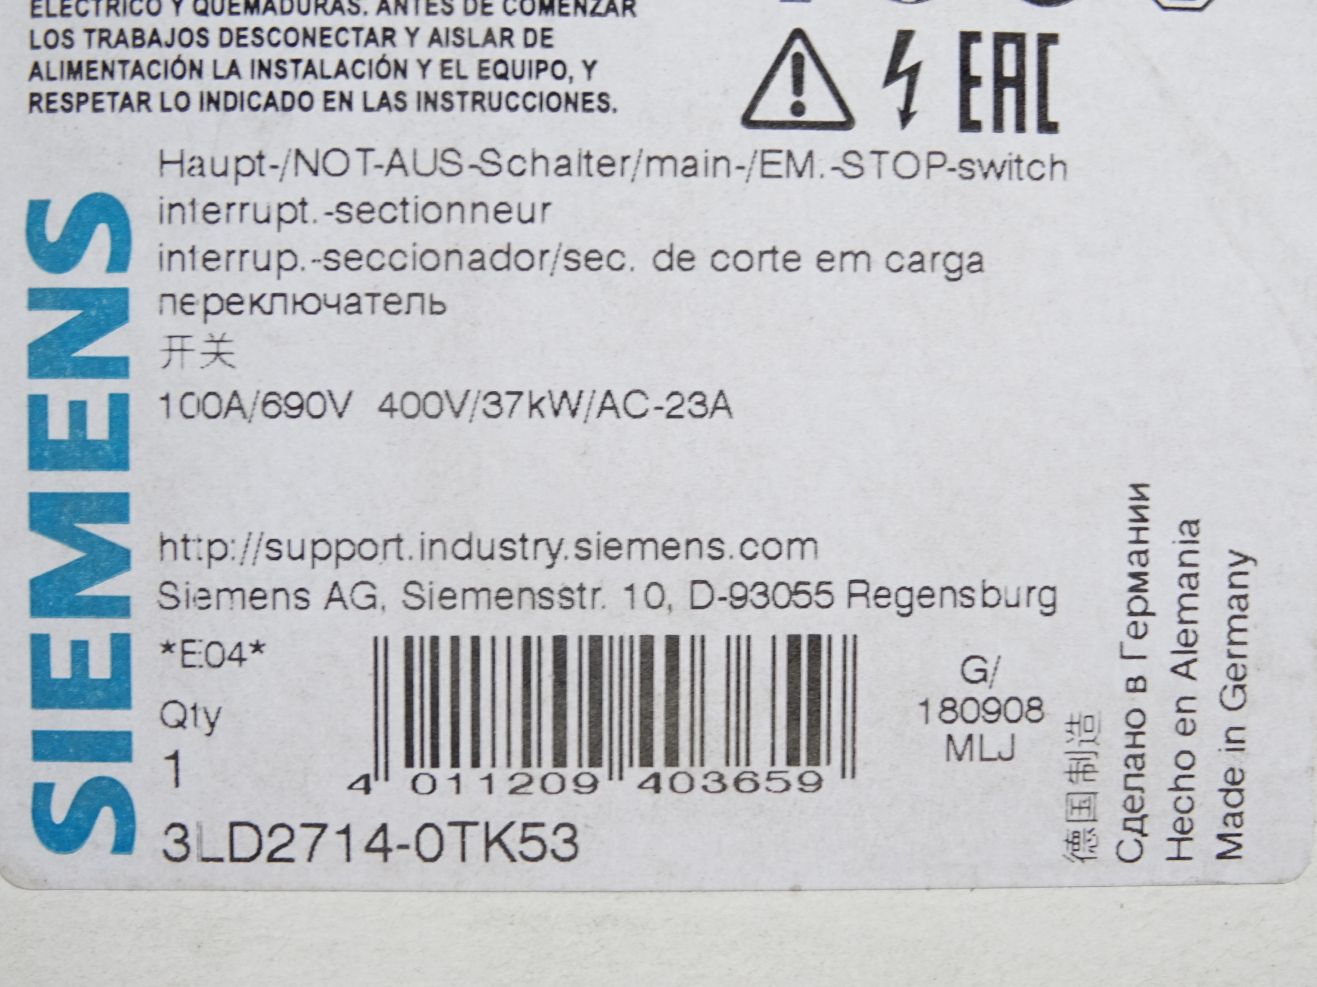 ELÉCTRICO Y QUEMADURAS. ANTES DE COMENZAR
LOS TRABAJOS DESCONECTAR Y AISLAR DE
ALIMENTACIÓN LA INSTALACIÓN Y EL EQUIPO, Y
RESPETAR LO INDICADO EN LAS INSTRUCCIONES.
EAC
SIEMENS
Haupt-/NOT-AUS-Schalter/main-/EM.-STOP-switch
interrupt.-sectionneur
interrup.-seccionador/sec. de corte em carga
переключатель
开关
100A/690V 400V/37kW/AC-23A
http://support.industry.siemens.com
Siemens AG, Siemensstr. 10, D-93055 Regensburg
*E04*
Qty
1
4 011209 403659
G/
180908
MLJ
3LD2714-0TK53
德国制造
Сделано в Германии
Hecho en Alemania
Made in Germany